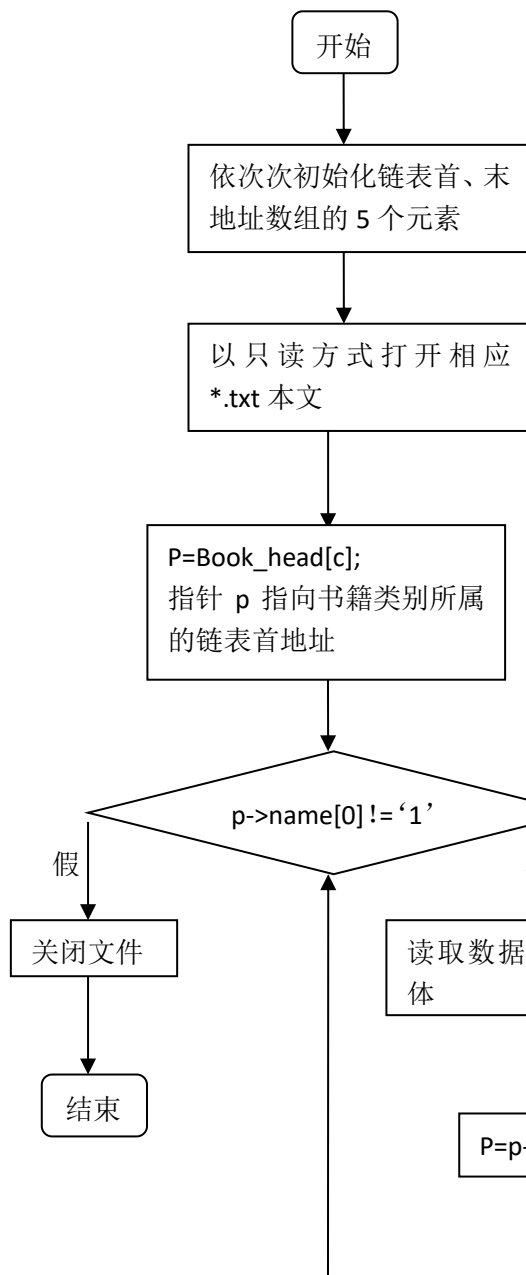 开始
依次次初始化链表首、末
地址数组的 5 个元素
以只读方式打开相应
*.txt 本文
P=Book_head[c];
指针 p 指向书籍类别所属
的链表首地址
p->name[0]!=‘1’
假
关闭文件
读取数据
体
结束
P=p-